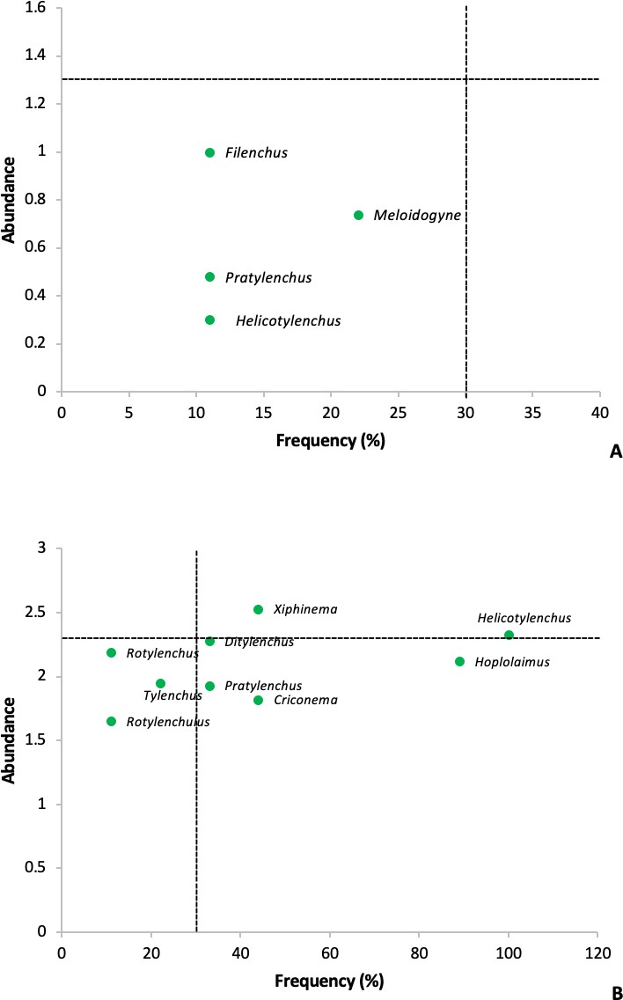 1.6
1.4
1.2
1
Filenchus
Abundance
0.8
Meloidogyne
0.6
Pratylenchus
0.4
Helicotylenchus
0.2
0
0 5 10 15 20 25 30 35 40
Frequency (%)
A
3
2.5
Xiphinema
Helicotylenchus
Ditylenchus
Rotylenchus
Hoplolaimus
2
Pratylenchus
Tylenchus
Criconema
Abundance
Rotylenchulus
1.5
1
0.5
0
0 20 40 60 80 100 120
Frequency (%)
B